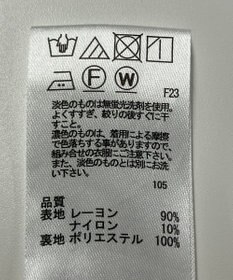 F W
F23
淡色のものは無蛍光洗剤を使用。
よくすすぎ、絞りの後すぐに干
すこと。
濃色のものは、着用による摩擦
で色落ちする事がありますので、
組み合せの衣服にご注意下さい。
また、淡色のものとは別にお洗
い下さい。
105
品質
表地 レーヨン 90%
ナイロン 10%
裏地 ポリエステル 100%